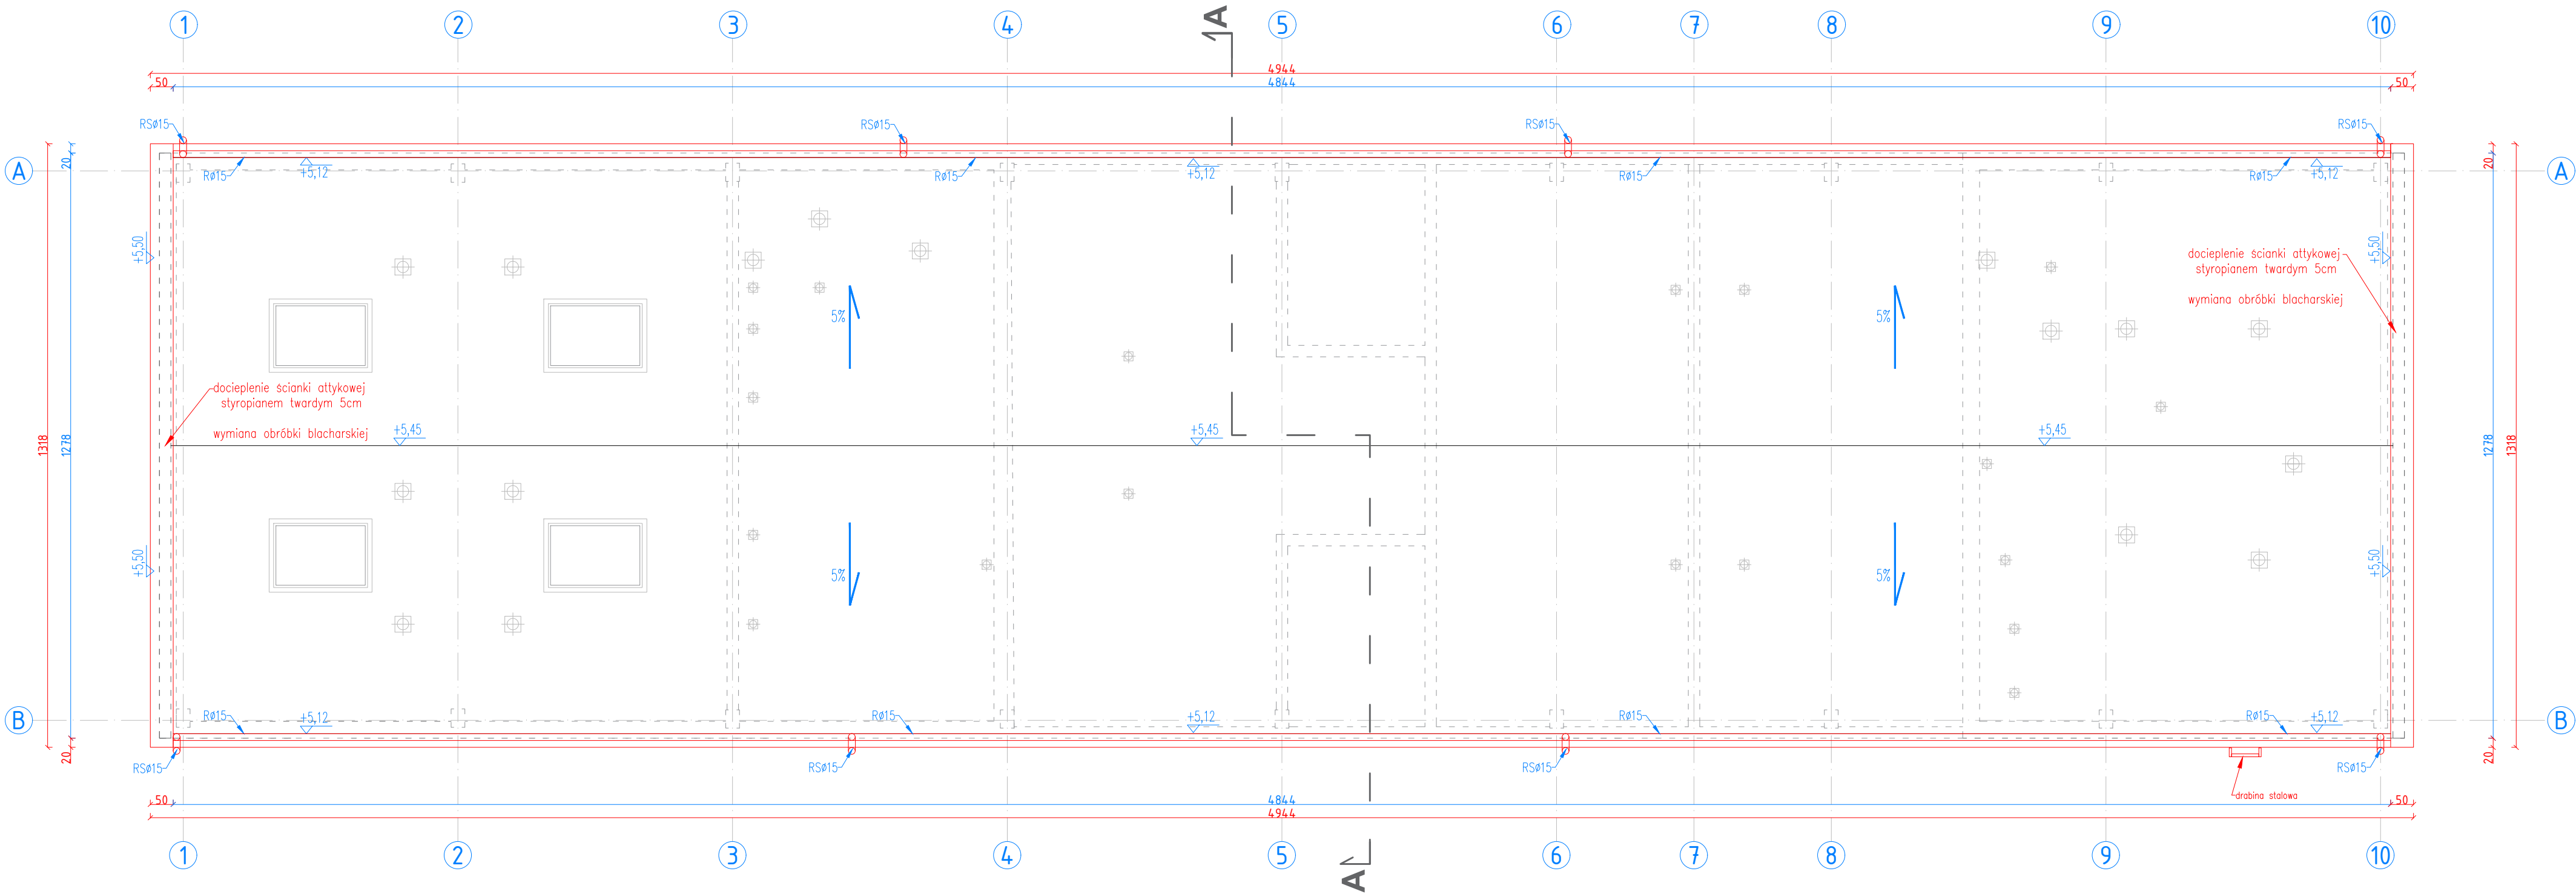 1 2 3 4 5 6 7 8 9 10
A
4944
50 4844 50
RSø15 RSø15 RSø15 RSø15
20 20
A A
Rø15 +5,12 Rø15 +5,12 Rø15 Rø15 +5,12
+5,50 +5,50
docieplenie ścianki attykowej
styropianem twardym 5cm
wymiana obróbki blacharskiej
5% 5%
docieplenie ścianki attykowej
styropianem twardym 5cm
wymiana obróbki blacharskiej
+5,45 +5,45 +5,45
1318 1278 1278 1318
+5,50 5% 5% +5,50
Rø15 +5,12 Rø15 +5,12 Rø15 Rø15 +5,12
B B
20 20
RSø15 RSø15 RSø15 RSø15
drabina stalowa
50 4844 50
4944
1 2 3 4 5 6 7 8 9 10
A